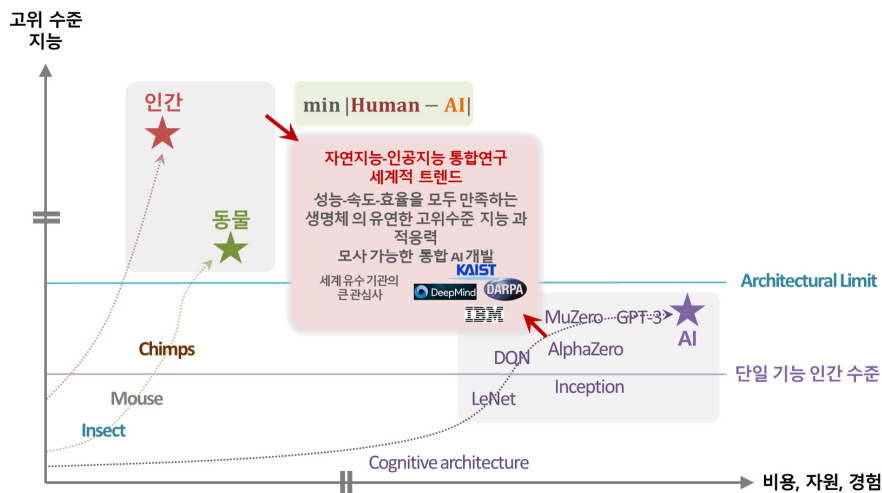 고위 수준
지능
인간
min |Human − AI|
자연지능-인공지능 통합연구
세계적 트렌드
성능-속도-효율을 모두 만족하는
생명체 의 유연한 고위수준 지능 과
적응력
모사 가능한 통합 AI 개발
세계 유수 기관의
큰 관심사
KAIST
DeepMind
DARPA
IBM
동물
Architectural Limit
MuZero GPT-3
AI
Chimps
DQN
AlphaZero
단일 기능 인간 수준
Mouse
LeNet
Inception
Insect
Cognitive architecture
비용, 자원, 경험